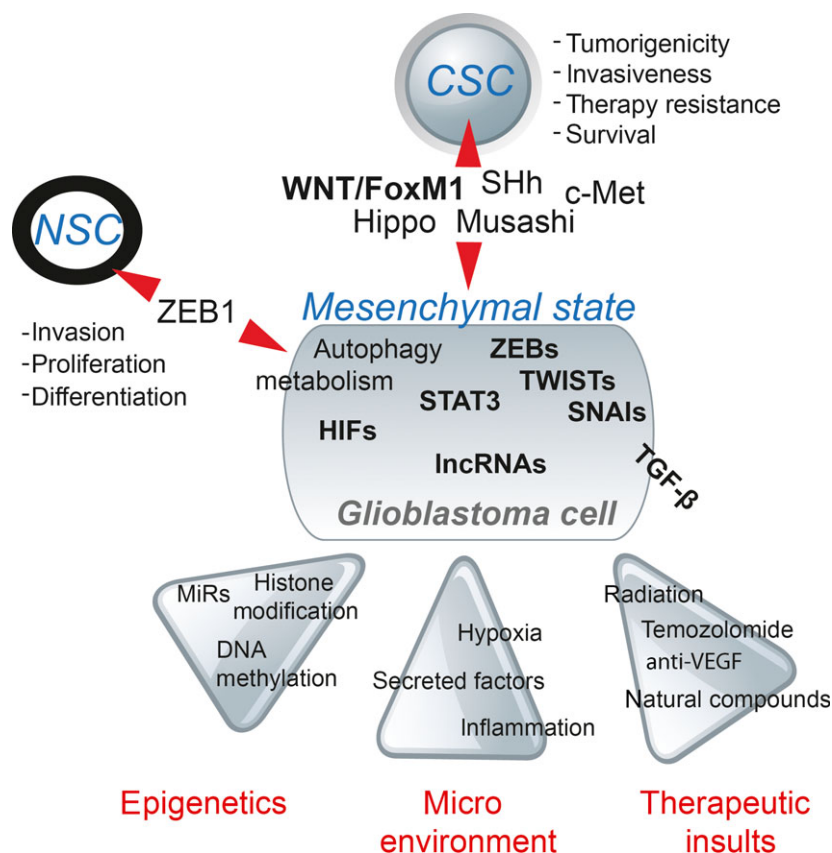 CSC
- Tumorigenicity
- Invasiveness
- Therapy resistance
- Survival
WNT/FoxM1 SHh c-Met
Hippo Musashi
NSC
ZEB1
-Invasion
-Proliferation
-Differentiation
Mesenchymal state
Autophagy
metabolism
ZEBs
TWISTs
STAT3
SNAIs
HIFs
lncRNAs
TGF-β
Glioblastoma cell
MiRs
Histone
modification
DNA
methylation
Hypoxia
Secreted factors
Inflammation
Radiation
Temozolomide
anti-VEGF
Natural compounds
Epigenetics
Micro
environment
Therapeutic
insults